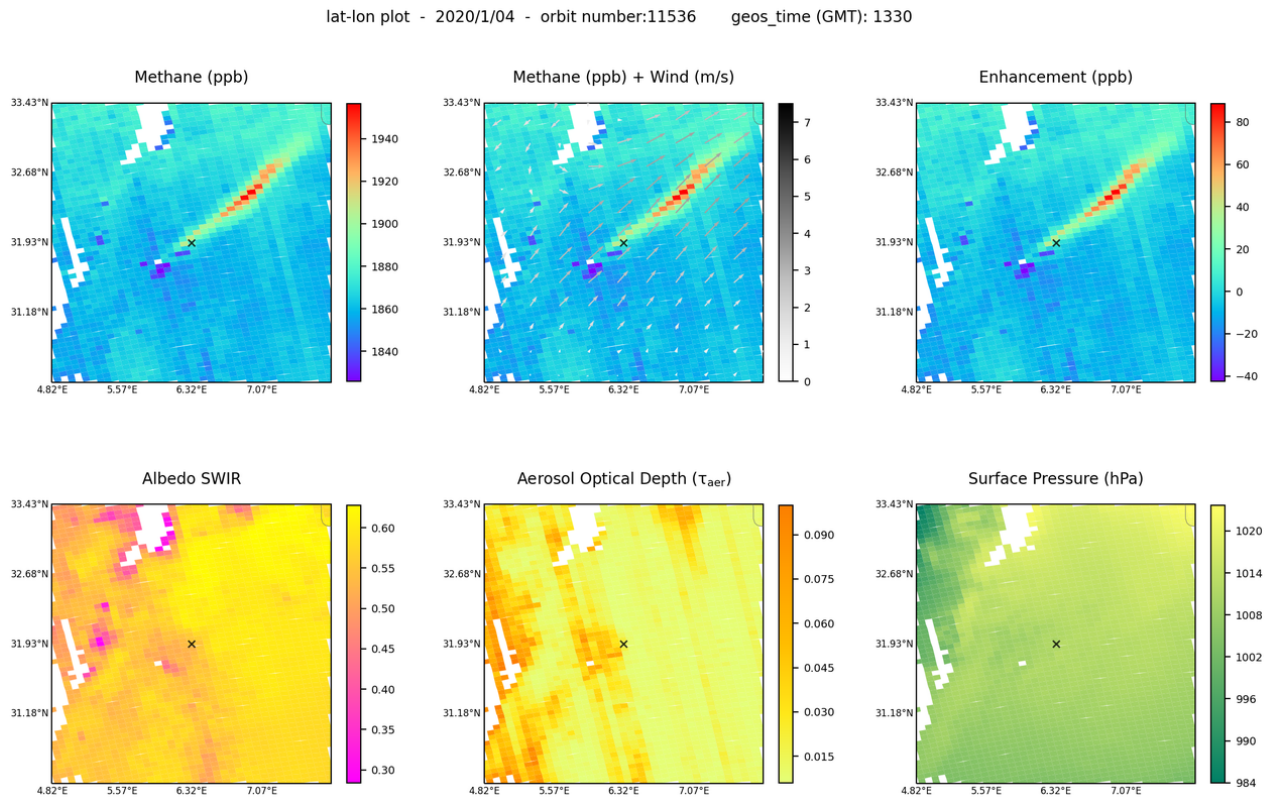 lat-lon plot - 2020/1/04 - orbit number:11536 geos_time (GMT): 1330
Methane (ppb)
33.43°N
32.68°N
31.93°N
31.18°N
4.82°E 5.57°E 6.32°E 7.07°E
1940
1920
1900
1880
1860
1840
Methane (ppb) + Wind (m/s)
33.43°N
32.68°N
31.93°N
31.18°N
4.82°E 5.57°E 6.32°E 7.07°E
7
6
5
4
3
2
1
0
Enhancement (ppb)
33.43°N
32.68°N
31.93°N
31.18°N
4.82°E 5.57°E 6.32°E 7.07°E
80
60
40
20
0
−20
−40
Albedo SWIR
33.43°N
32.68°N
31.93°N
31.18°N
4.82°E 5.57°E 6.32°E 7.07°E
0.60
0.55
0.50
0.45
0.40
0.35
0.30
Aerosol Optical Depth (τaer)
33.43°N
32.68°N
31.93°N
31.18°N
4.82°E 5.57°E 6.32°E 7.07°E
0.090
0.075
0.060
0.045
0.030
0.015
Surface Pressure (hPa)
33.43°N
32.68°N
31.93°N
31.18°N
4.82°E 5.57°E 6.32°E 7.07°E
1020
1014
1008
1002
996
990
984